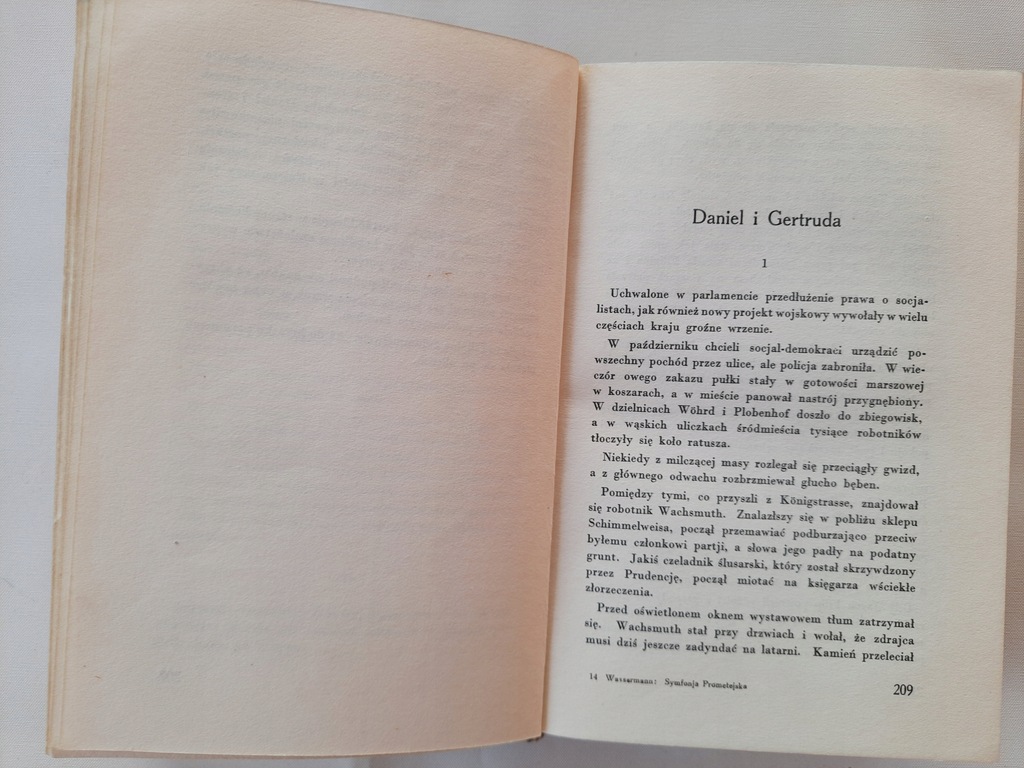 Daniel i Gertruda
1
Uchwalone w parlamencie przedłużenie prawa o socja-
listach, jak również nowy projekt wojskowy wywołały w wielu
częściach kraju groźne wrzenie.
W październiku chcieli socjal-demokraci urządzić po-
wszechny pochód przez ulice, ale policja zabroniła. W wie-
czór owego zakazu pułki stały w gotowości marszowej
w koszarach, a w mieście panował nastrój przygnębiony.
W dzielnicach Wöhrd i Plobenhof doszło do zbiegowisk,
a w wąskich uliczkach śródmieścia tysiące robotników
tłoczyły się koło ratusza.
Niekiedy z milczącej masy rozlegał się przeciągły gwizd,
a z głównego odwachu rozbrzmiewał głucho bęben.
Pomiędzy tymi, co przyszli z Königstrasse, znajdował
się robotnik Wachsmuth. Znalazłszy się w pobliżu sklepu
Schimmelweisa, począł przemawiać podburzająco przeciw
byłemu członkowi partji, a słowa jego padły na podatny
grunt. Jakiś czeladnik ślusarski, który został skrzywdzony
przez Prudencję, począł miotać na księgarza wściekłe
złorzeczenia.
Przed oświetlonem oknem wystawowem tłum zatrzymał
się. Wachsmuth stał przy drzwiach i wołał, że zdrajca
musi dziś jeszcze zadyndać na latarni. Kamień przeleciał
14 Wassermann: Symfonja Prometejska
209